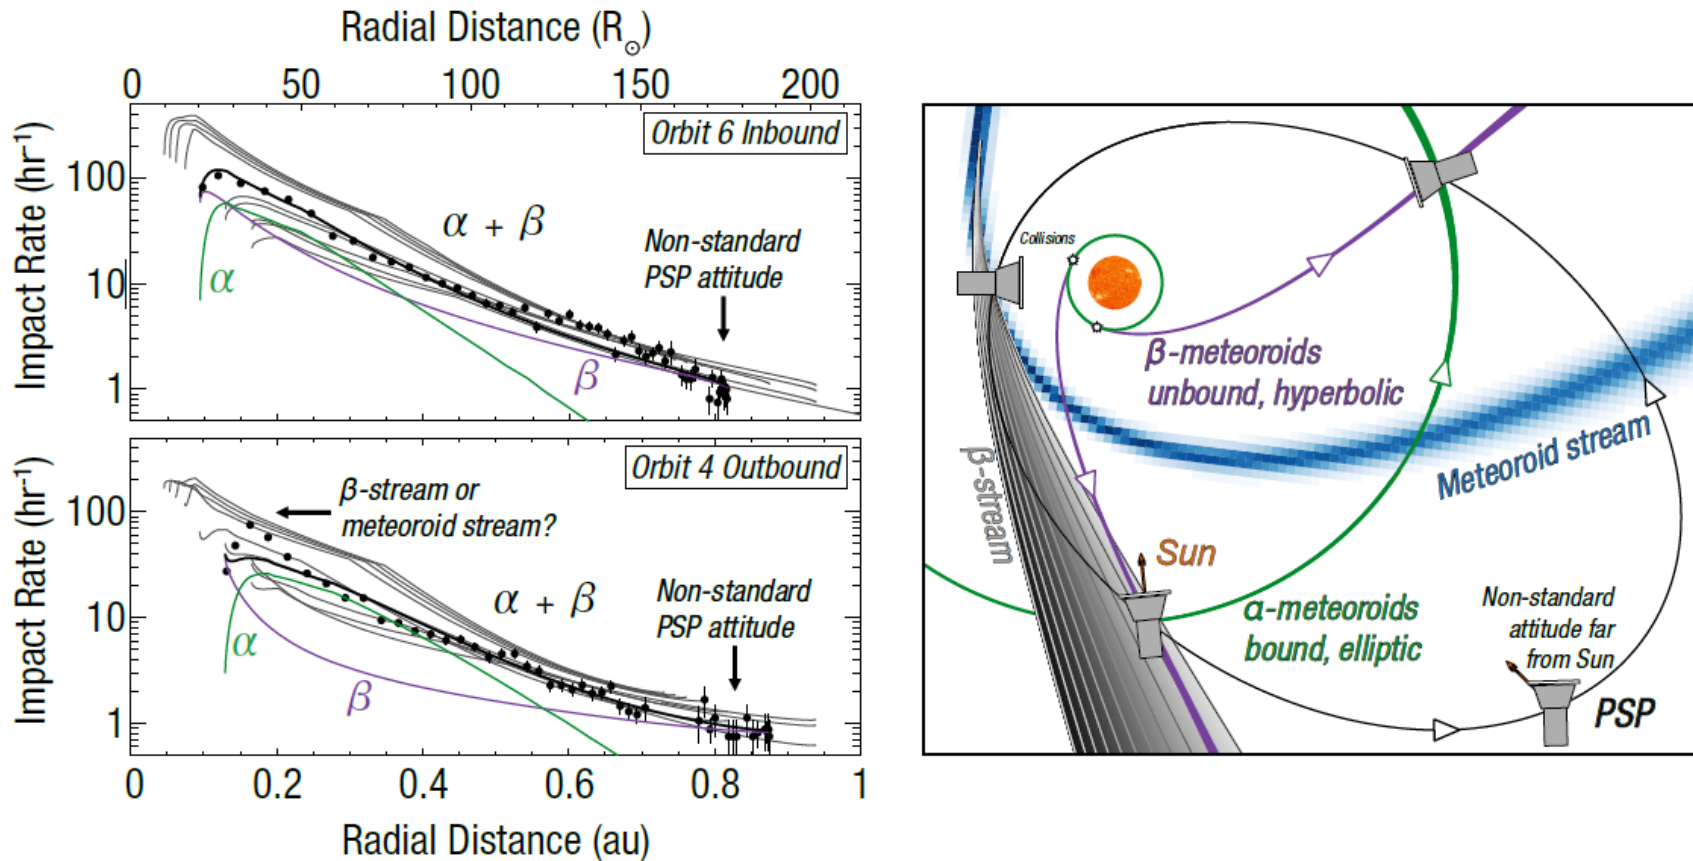 Radial Distance (R☉)
0 50 100 150 200
Impact Rate (hr⁻¹)
100
10
1
Orbit 6 Inbound
α + β
Non-standard
PSP attitude
α
β
Impact Rate (hr⁻¹)
100
10
1
Orbit 4 Outbound
β-stream or
meteoroid stream?
α + β
Non-standard
PSP attitude
α
β
0 0.2 0.4 0.6 0.8 1
Radial Distance (au)
Collisions
β-meteoroids
unbound, hyperbolic
Meteoroid stream
β-stream
Sun
α-meteoroids
bound, elliptic
Non-standard
attitude far
from Sun
PSP